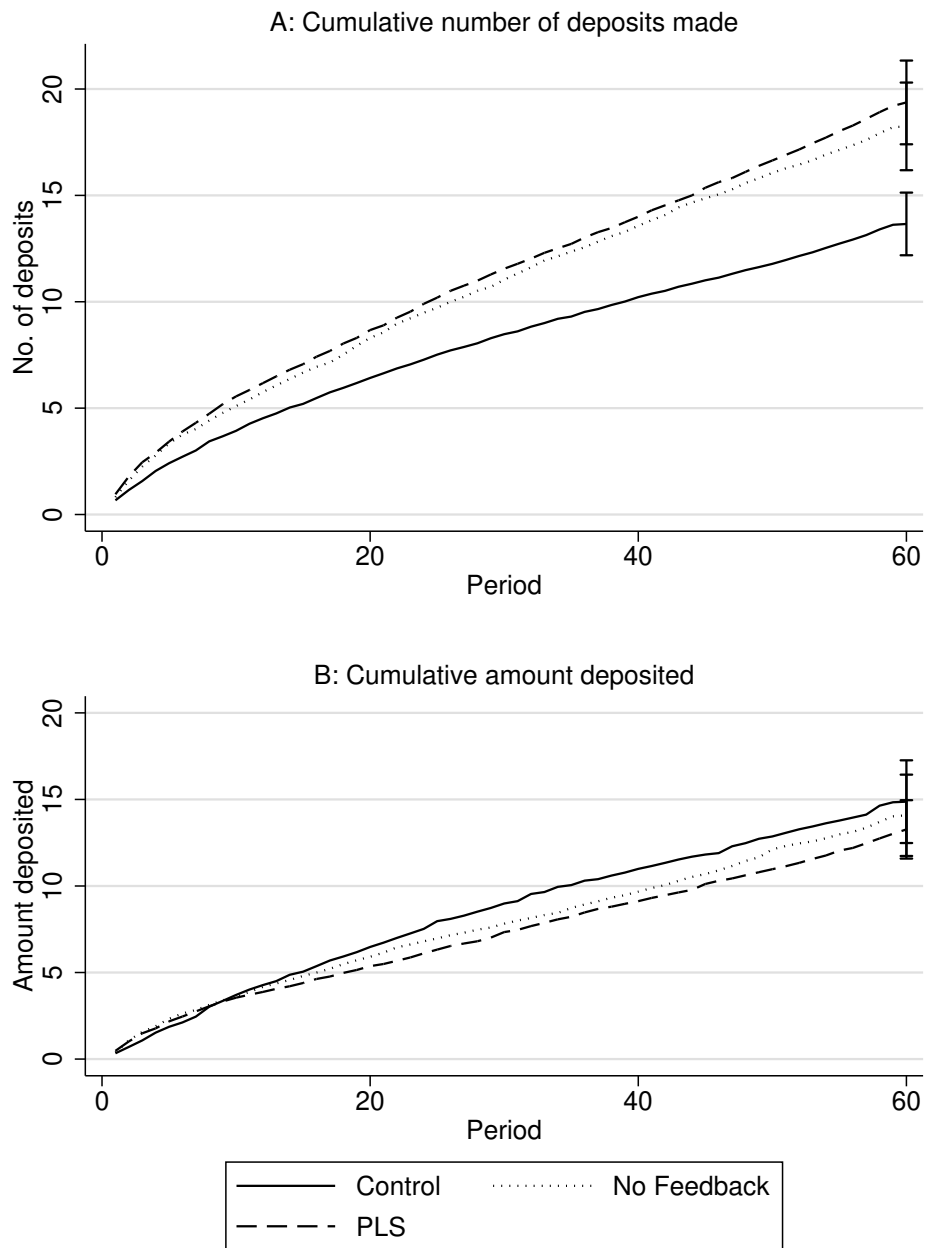 A: Cumulative number of deposits made
No. of deposits
20
15
10
5
0
0 20 40 60
Period
B: Cumulative amount deposited
Amount deposited
20
15
10
5
0
0 20 40 60
Period
Control No Feedback
PLS